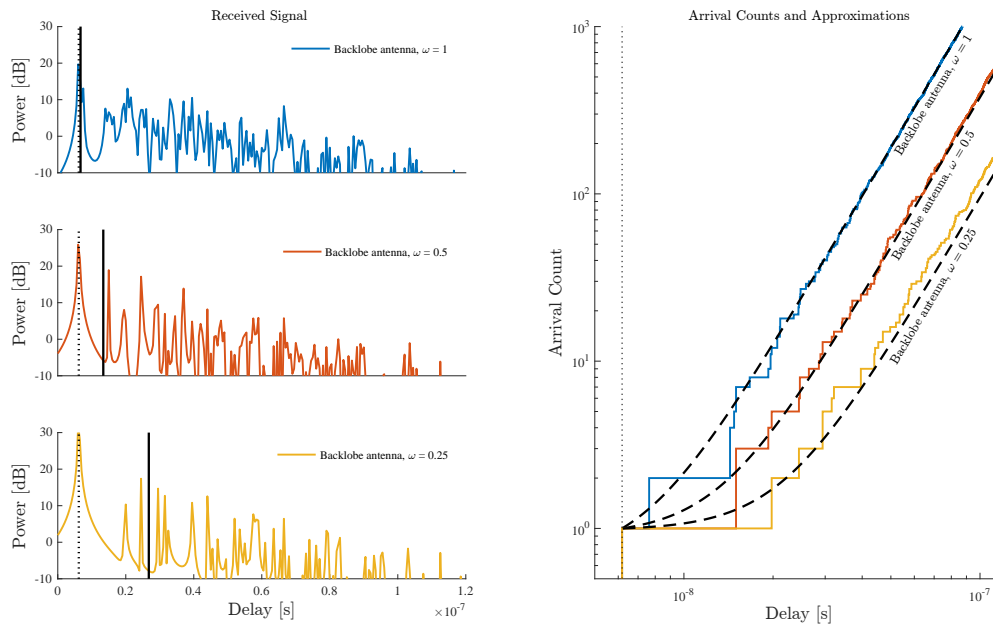 Received Signal
30
20
10
0
-10
Power [dB]
Backlobe antenna, ω = 1
30
20
10
0
-10
Power [dB]
Backlobe antenna, ω = 0.5
30
20
10
0
-10
Power [dB]
Backlobe antenna, ω = 0.25
0 0.2 0.4 0.6 0.8 1 1.2
×10⁻⁷
Delay [s]
Arrival Counts and Approximations
10³
10²
10¹
10⁰
Arrival Count
Backlobe antenna, ω = 1
Backlobe antenna, ω = 0.5
Backlobe antenna, ω = 0.25
10⁻⁸ 10⁻⁷
Delay [s]